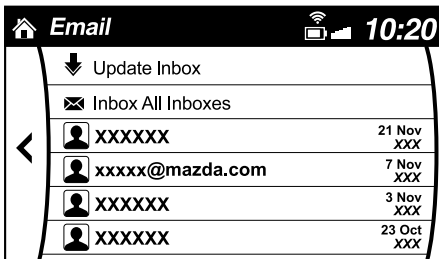 Email 10:20
Update Inbox
Inbox All Inboxes
XXXXXX 21 Nov
XXX
xxxxx@mazda.com 7 Nov
XXX
XXXXXX 3 Nov
XXX
XXXXXX 23 Oct
XXX